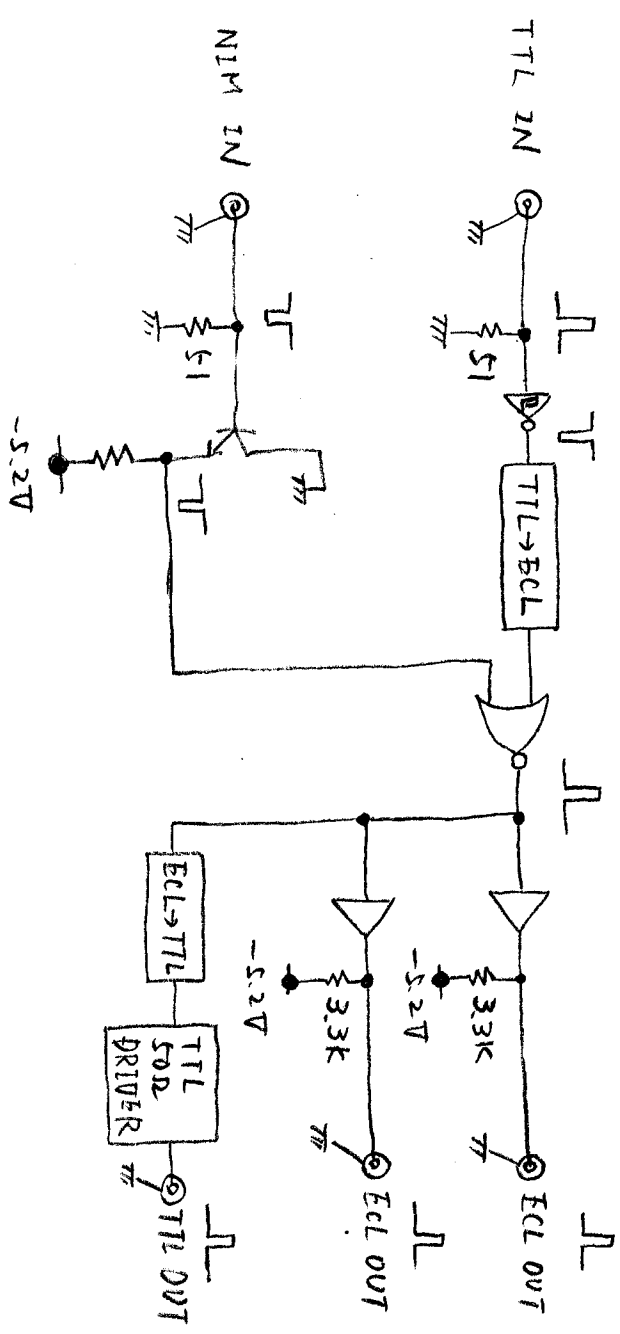 TTL IN
51
TTL→ECL
3.3K
-5.2V
ECL OUT
NIM IN
51
-5.2V
3.3K
-5.2V
ECL OUT
ECL→TTL
TTL
50Ω
DRIVER
TTL OUT